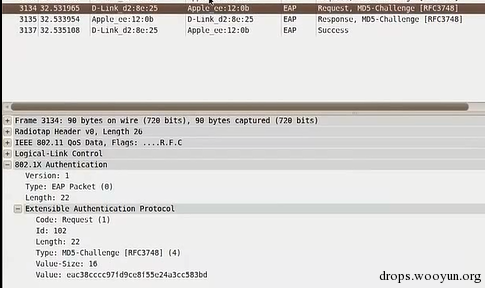 3134 32.531965 D-Link_d2:8e:25 Apple_ee:12:0b EAP Request, MD5-Challenge [RFC3748]
3135 32.533954 Apple_ee:12:0b D-Link_d2:8e:25 EAP Response, MD5-Challenge [RFC3748]
3137 32.535108 D-Link_d2:8e:25 Apple_ee:12:0b EAP Success
Frame 3134: 90 bytes on wire (720 bits), 90 bytes captured (720 bits)
Radiotap Header v0, Length 26
IEEE 802.11 QoS Data, Flags: ....R.F.C
Logical-Link Control
802.1X Authentication
Version: 1
Type: EAP Packet (0)
Length: 22
Extensible Authentication Protocol
Code: Request (1)
Id: 102
Length: 22
Type: MD5-Challenge [RFC3748] (4)
Value-Size: 16
Value: eac38cccc971d9ce8f55e24a3cc583bd
drops.wooyun.org